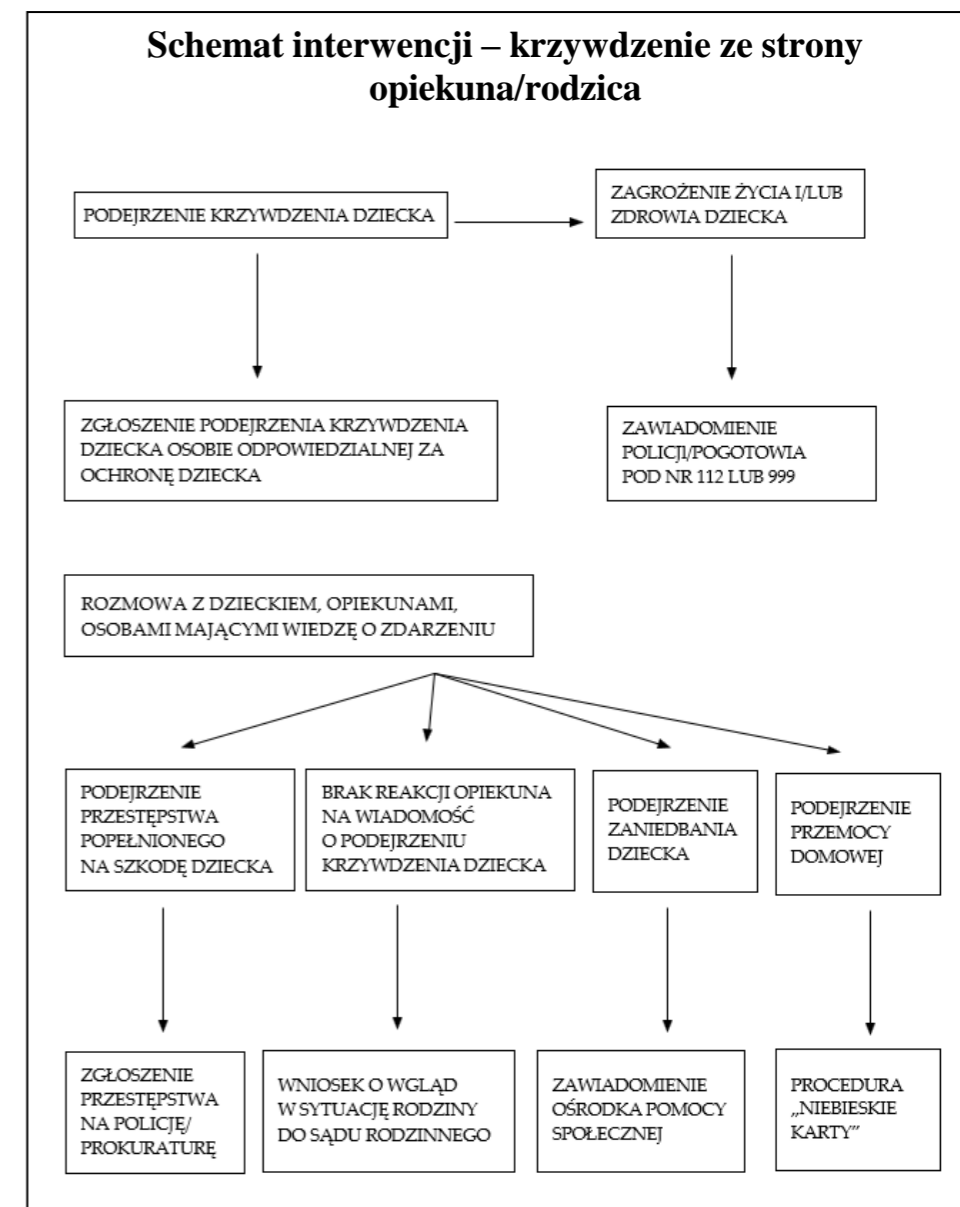 Schemat interwencji – krzywdzenie ze strony
opiekuna/rodzica
PODEJRZENIE KRZYWDZENIA DZIECKA
ZAGROŻENIE ŻYCIA I/LUB
ZDROWIA DZIECKA
ZGŁOSZENIE PODEJRZENIA KRZYWDZENIA
DZIECKA OSOBIE ODPOWIEDZIALNEJ ZA
OCHRONĘ DZIECKA
ZAWIADOMIENIE
POLICJI/POGOTOWIA
POD NR 112 LUB 999
ROZMOWA Z DZIECKIEM, OPIEKUNAMI,
OSOBAMI MAJĄCYMI WIEDZĘ O ZDARZENIU
PODEJRZENIE
PRZESTĘPSTWA
POPEŁNIONEGO
NA SZKODĘ DZIECKA
BRAK REAKCJI OPIEKUNA
NA WIADOMOŚĆ
O PODEJRZENIU
KRZYWDZENIA DZIECKA
PODEJRZENIE
ZANIEDBANIA
DZIECKA
PODEJRZENIE
PRZEMOCY
DOMOWEJ
ZGŁOSZENIE
PRZESTĘPSTWA
NA POLICJĘ/
PROKURATURĘ
WNIOSEK O WGLĄD
W SYTUACJĘ RODZINY
DO SĄDU RODZINNEGO
ZAWIADOMIENIE
OŚRODKA POMOCY
SPOŁECZNEJ
PROCEDURA
„NIEBIESKIE
KARTY”